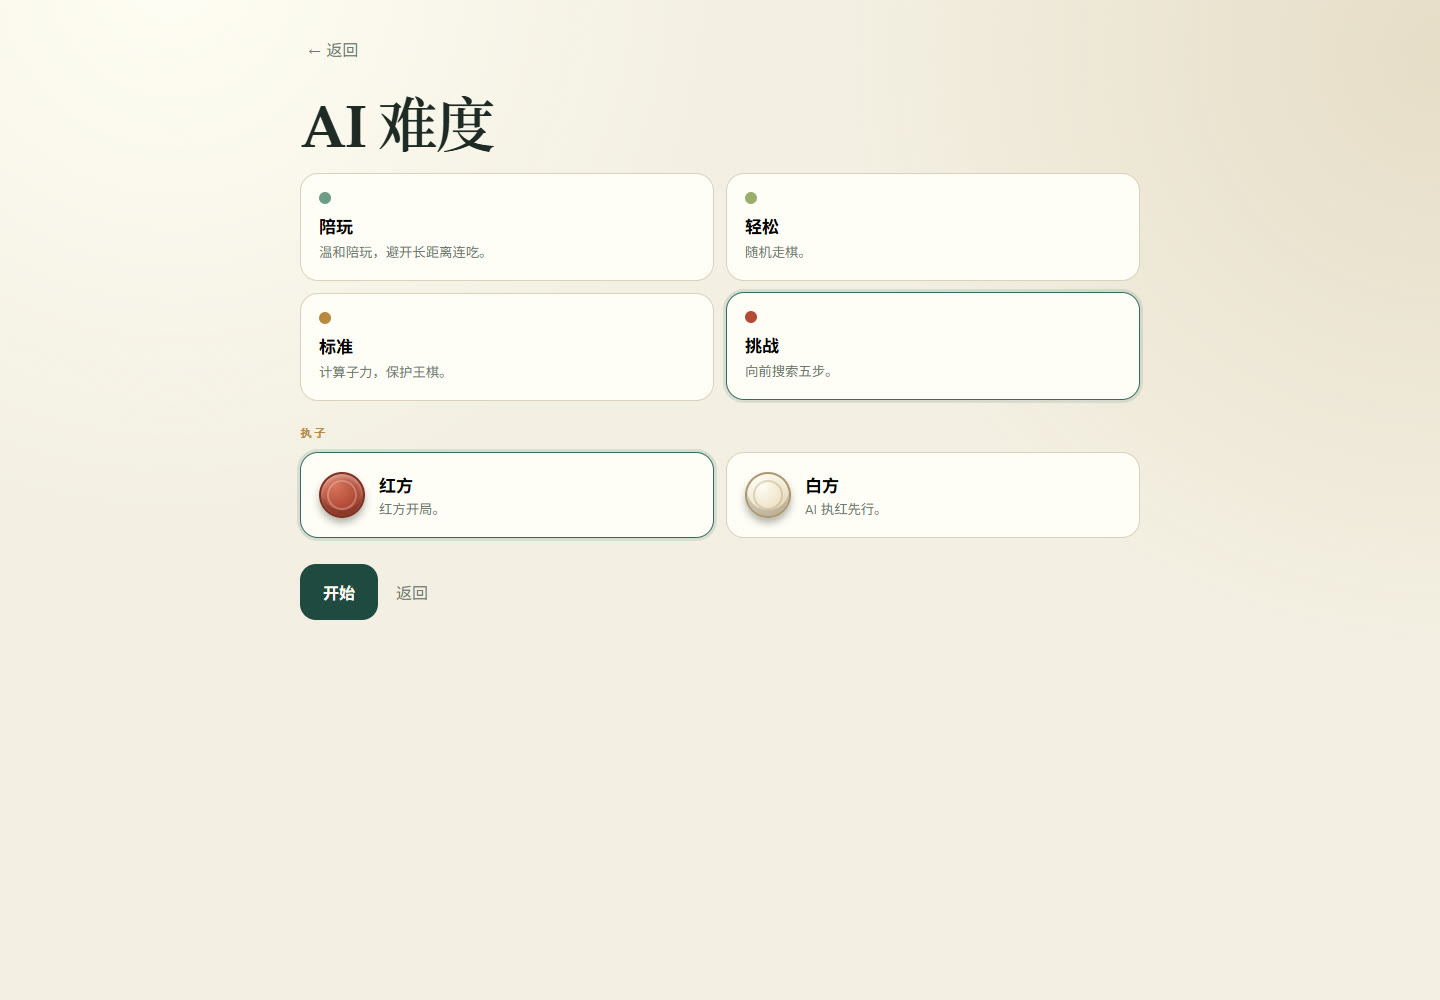 ← 返回
AI 难度
陪玩
温和陪玩，避开长距离连吃。
轻松
随机走棋。
标准
计算子力，保护王棋。
挑战
向前搜索五步。
执子
红方
红方开局。
白方
AI 执红先行。
开始
返回